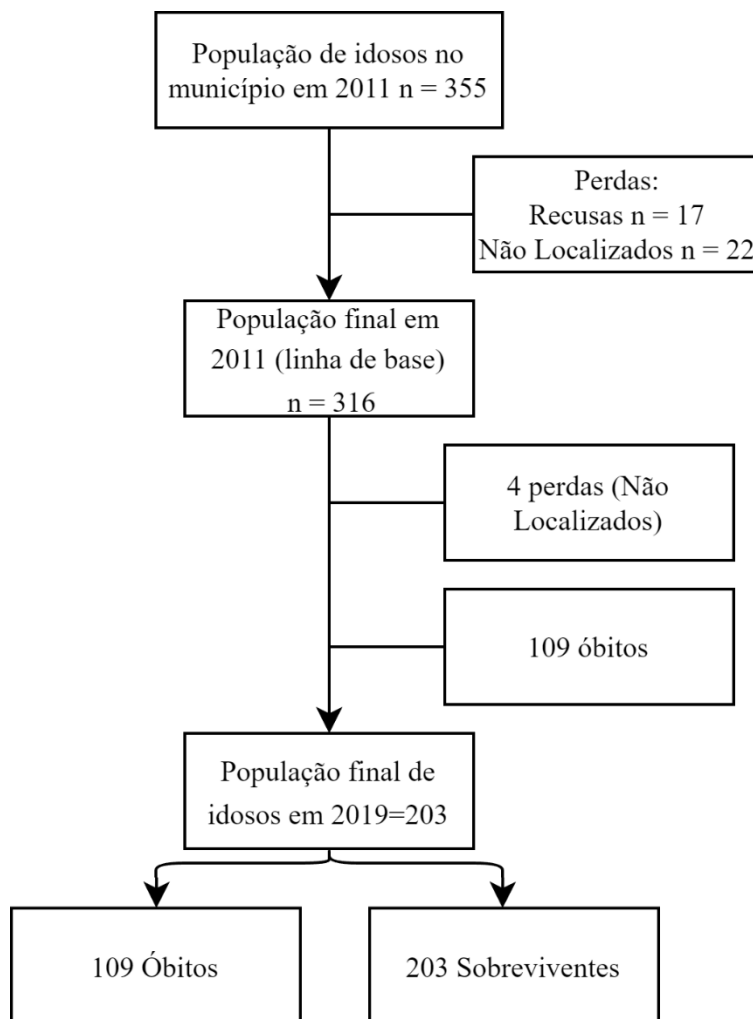 População de idosos no
município em 2011 n = 355
Perdas:
Recusas n = 17
Não Localizados n = 22
População final em
2011 (linha de base)
n = 316
4 perdas (Não
Localizados)
109 óbitos
População final de
idosos em 2019=203
109 Óbitos
203 Sobreviventes